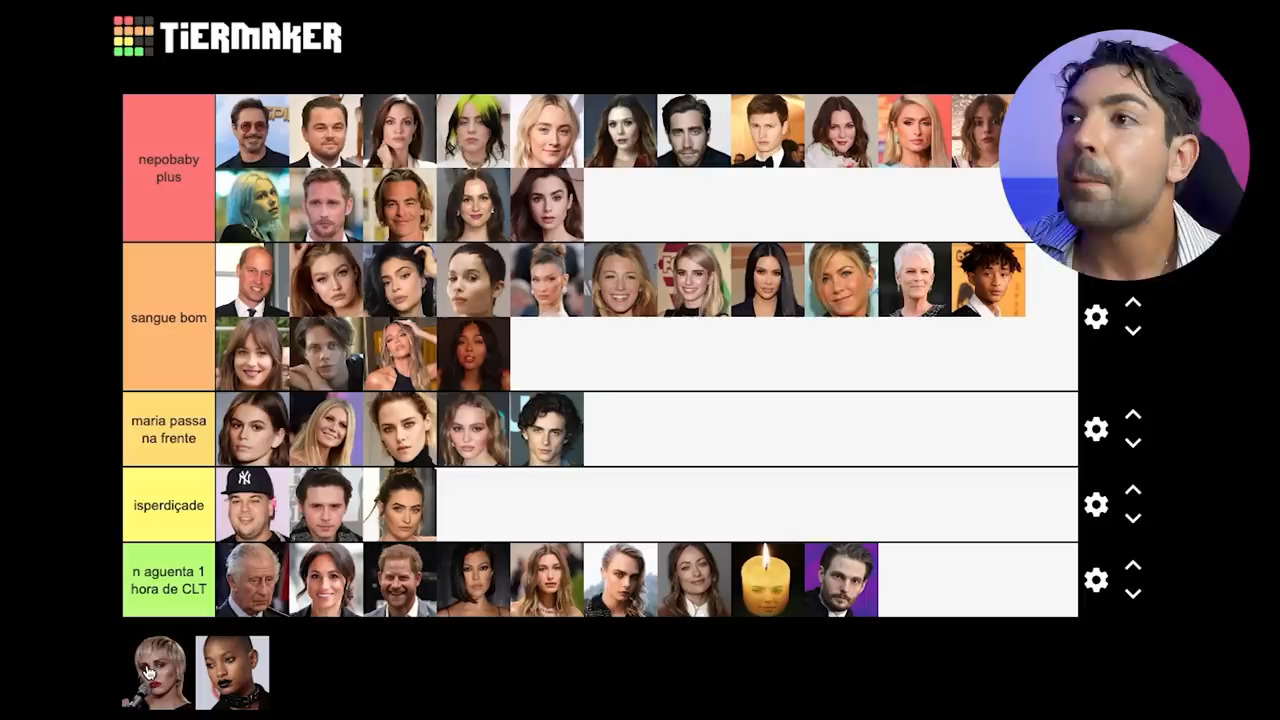 TiERMAKER
nepobaby
plus
sangue bom
maria passa
na frente
isperdiçade
n aguenta 1
hora de CLT